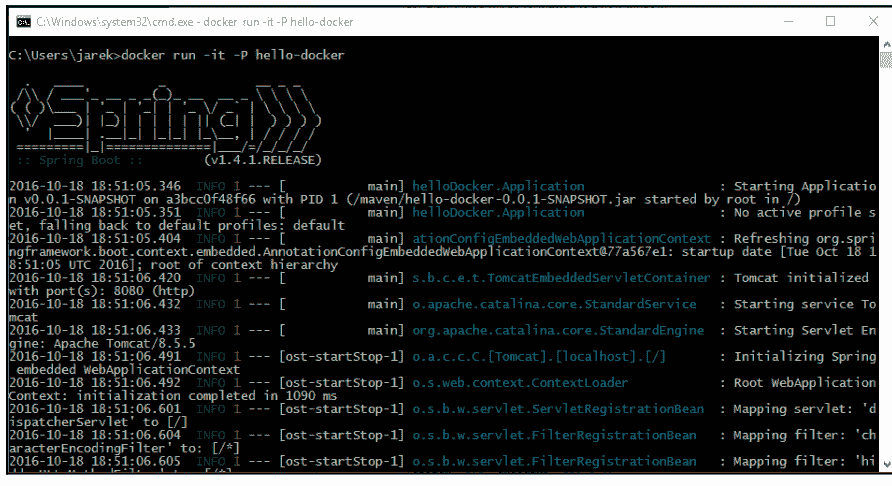 C:\Windows\system32\cmd.exe - docker run -it -P hello-docker
C:\Users\jarek>docker run -it -P hello-docker
Spring
:: Spring Boot ::        (v1.4.1.RELEASE)
2016-10-18 18:51:05.346  INFO 1 --- [           main] helloDocker.Application                  : Starting Applicatio
n v0.0.1-SNAPSHOT on a3bcc0f48f66 with PID 1 (/maven/hello-docker-0.0.1-SNAPSHOT.jar started by root in /)
2016-10-18 18:51:05.351  INFO 1 --- [           main] helloDocker.Application                  : No active profile s
et, falling back to default profiles: default
2016-10-18 18:51:05.404  INFO 1 --- [           main] ationConfigEmbeddedWebApplicationContext : Refreshing org.spri
ngframework.boot.context.embedded.AnnotationConfigEmbeddedWebApplicationContext@77a567e1: startup date [Tue Oct 18 1
8:51:05 UTC 2016]; root of context hierarchy
2016-10-18 18:51:06.420  INFO 1 --- [           main] s.b.c.e.t.TomcatEmbeddedServletContainer : Tomcat initialized
with port(s): 8080 (http)
2016-10-18 18:51:06.432  INFO 1 --- [           main] o.apache.catalina.core.StandardService   : Starting service To
mcat
2016-10-18 18:51:06.433  INFO 1 --- [           main] org.apache.catalina.core.StandardEngine  : Starting Servlet En
gine: Apache Tomcat/8.5.5
2016-10-18 18:51:06.491  INFO 1 --- [ost-startStop-1] o.a.c.c.C.[Tomcat].[localhost].[/]       : Initializing Spring
 embedded WebApplicationContext
2016-10-18 18:51:06.492  INFO 1 --- [ost-startStop-1] o.s.web.context.ContextLoader            : Root WebApplication
Context: initialization completed in 1090 ms
2016-10-18 18:51:06.601  INFO 1 --- [ost-startStop-1] o.s.b.w.servlet.ServletRegistrationBean  : Mapping servlet: 'd
ispatcherServlet' to [/]
2016-10-18 18:51:06.604  INFO 1 --- [ost-startStop-1] o.s.b.w.servlet.FilterRegistrationBean   : Mapping filter: 'ch
aracterEncodingFilter' to: [/*]
2016-10-18 18:51:06.605  INFO 1 --- [ost-startStop-1] o.s.b.w.servlet.FilterRegistrationBean   : Mapping filter: 'hi